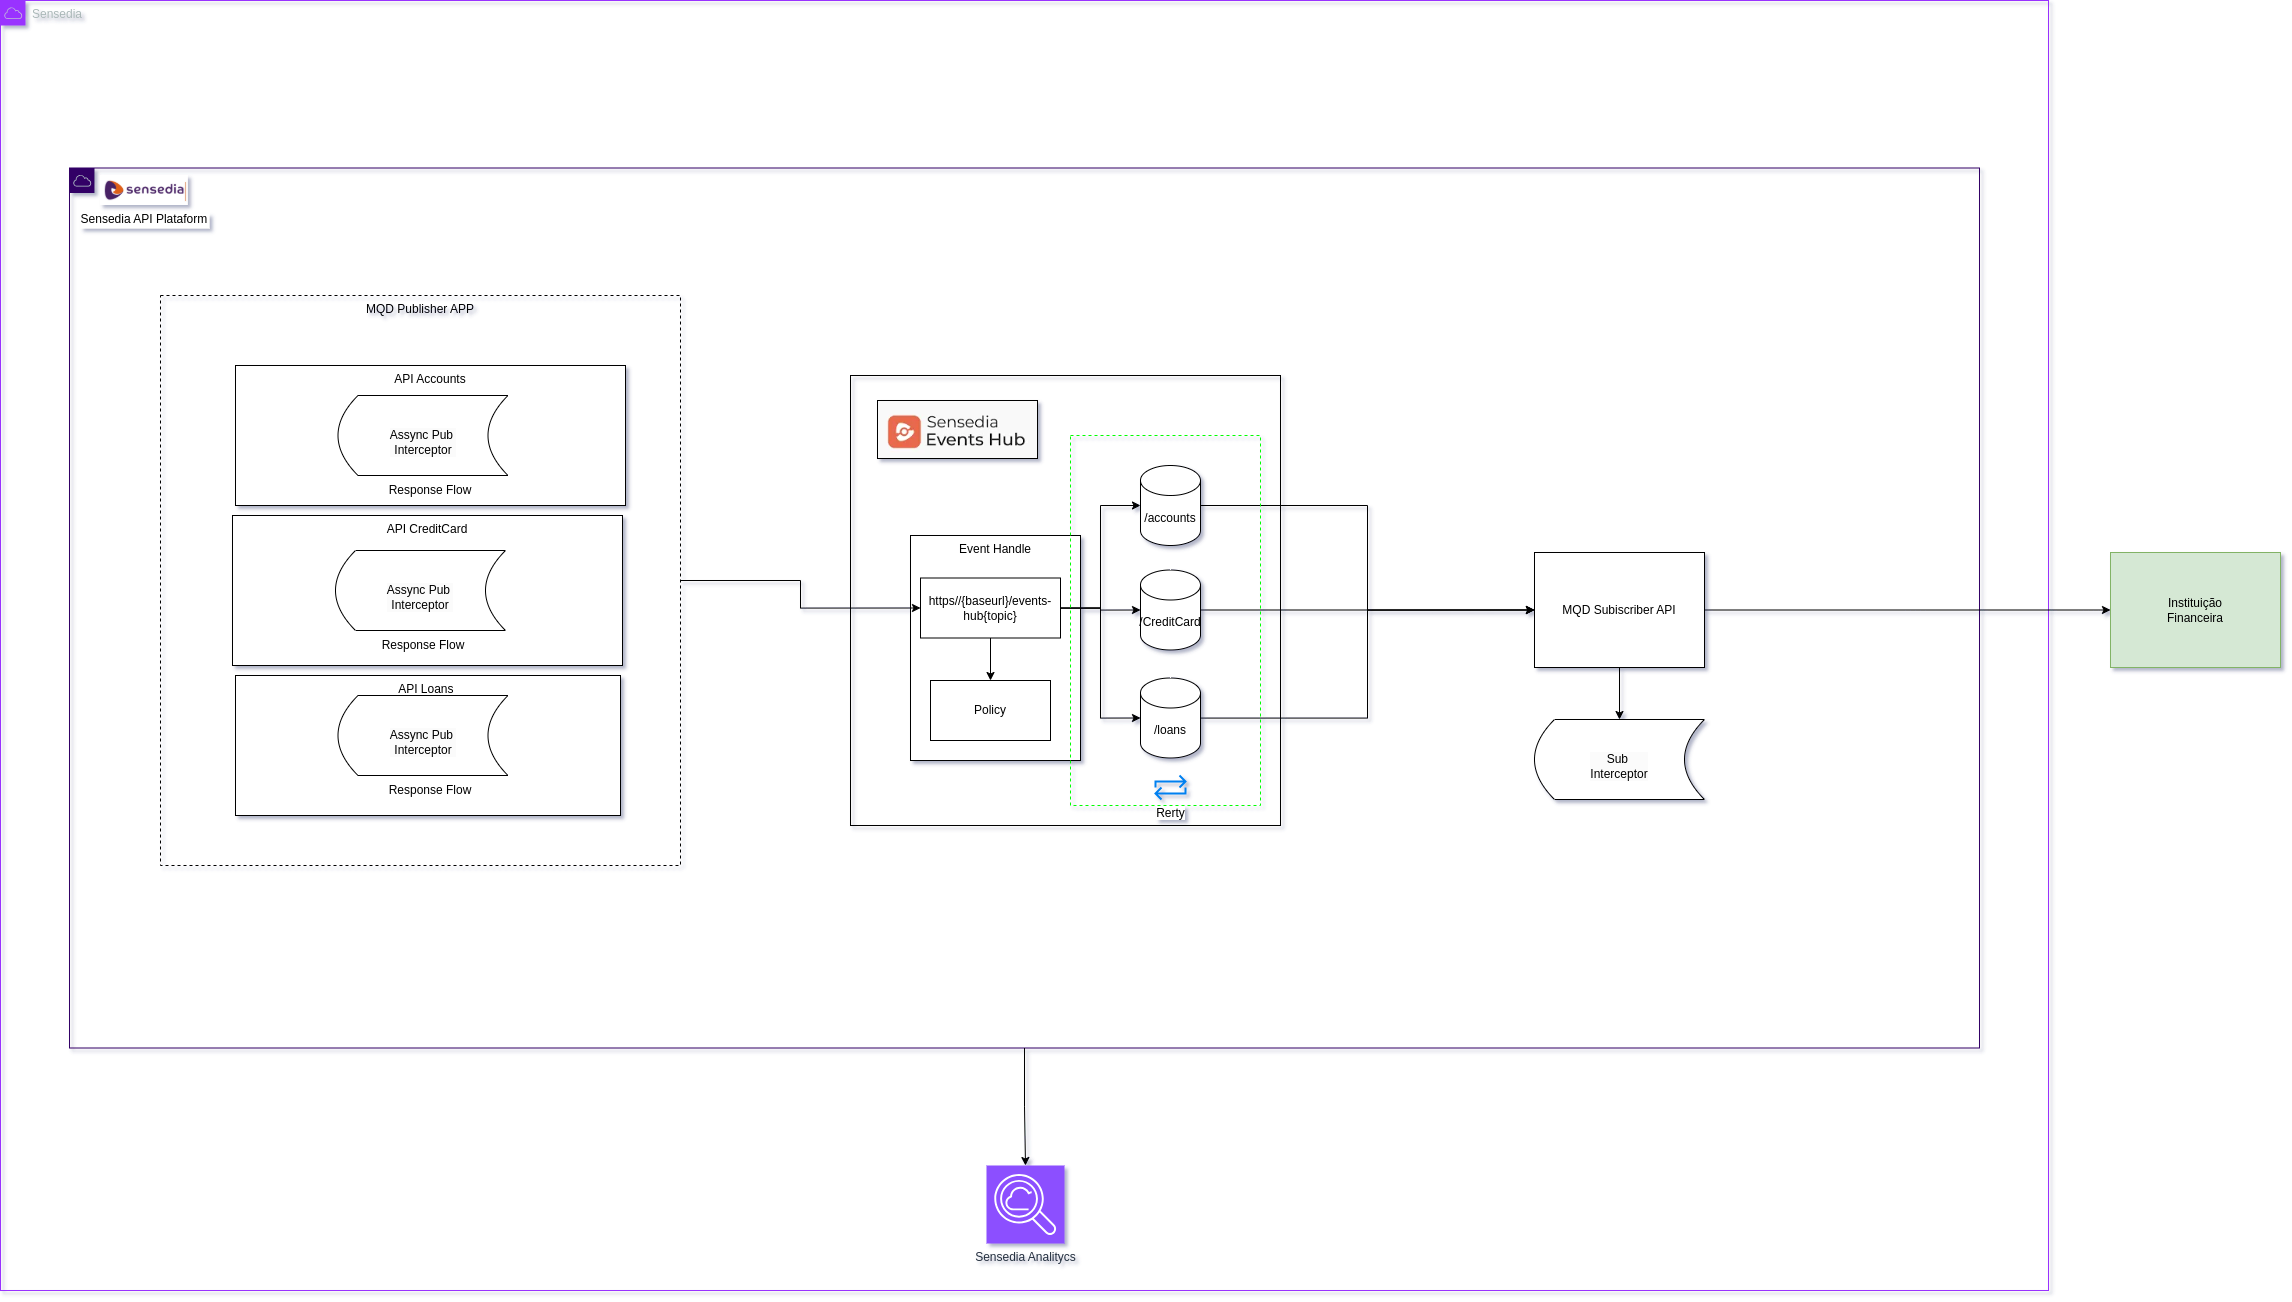 Sensedia
sensedia
Sensedia API Plataform
MQD Publisher APP
API Accounts
Assync Pub
Interceptor
Response Flow
API CreditCard
Assync Pub
Interceptor
Response Flow
API Loans
Assync Pub
Interceptor
Response Flow
Sensedia
Events Hub
Event Handle
https//{baseurl}/events-
hub{topic}
Policy
/accounts
/CreditCard
/loans
Rerty
MQD Subiscriber API
Sub
Interceptor
Instituição
Financeira
Sensedia Analitycs